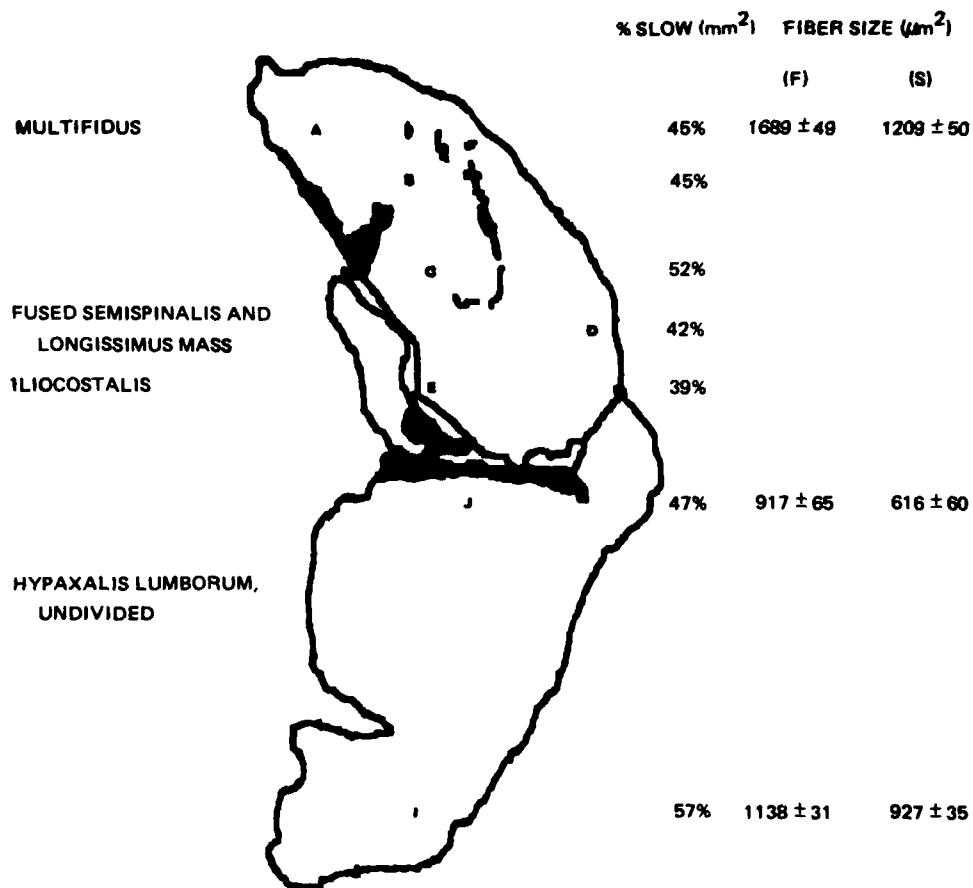 % SLOW (mm²) FIBER SIZE (μm²)
(F) (S)
MULTIFIDUS A 45% 1689 ± 49 1209 ± 50
B 45%
C 52%
FUSED SEMISPINALIS AND
LONGISSIMUS MASS
D 42%
ILIOCOSTALIS E 39%
J 47% 917 ± 65 616 ± 60
HYPAXALIS LUMBORUM,
UNDIVIDED
I 57% 1138 ± 31 927 ± 35